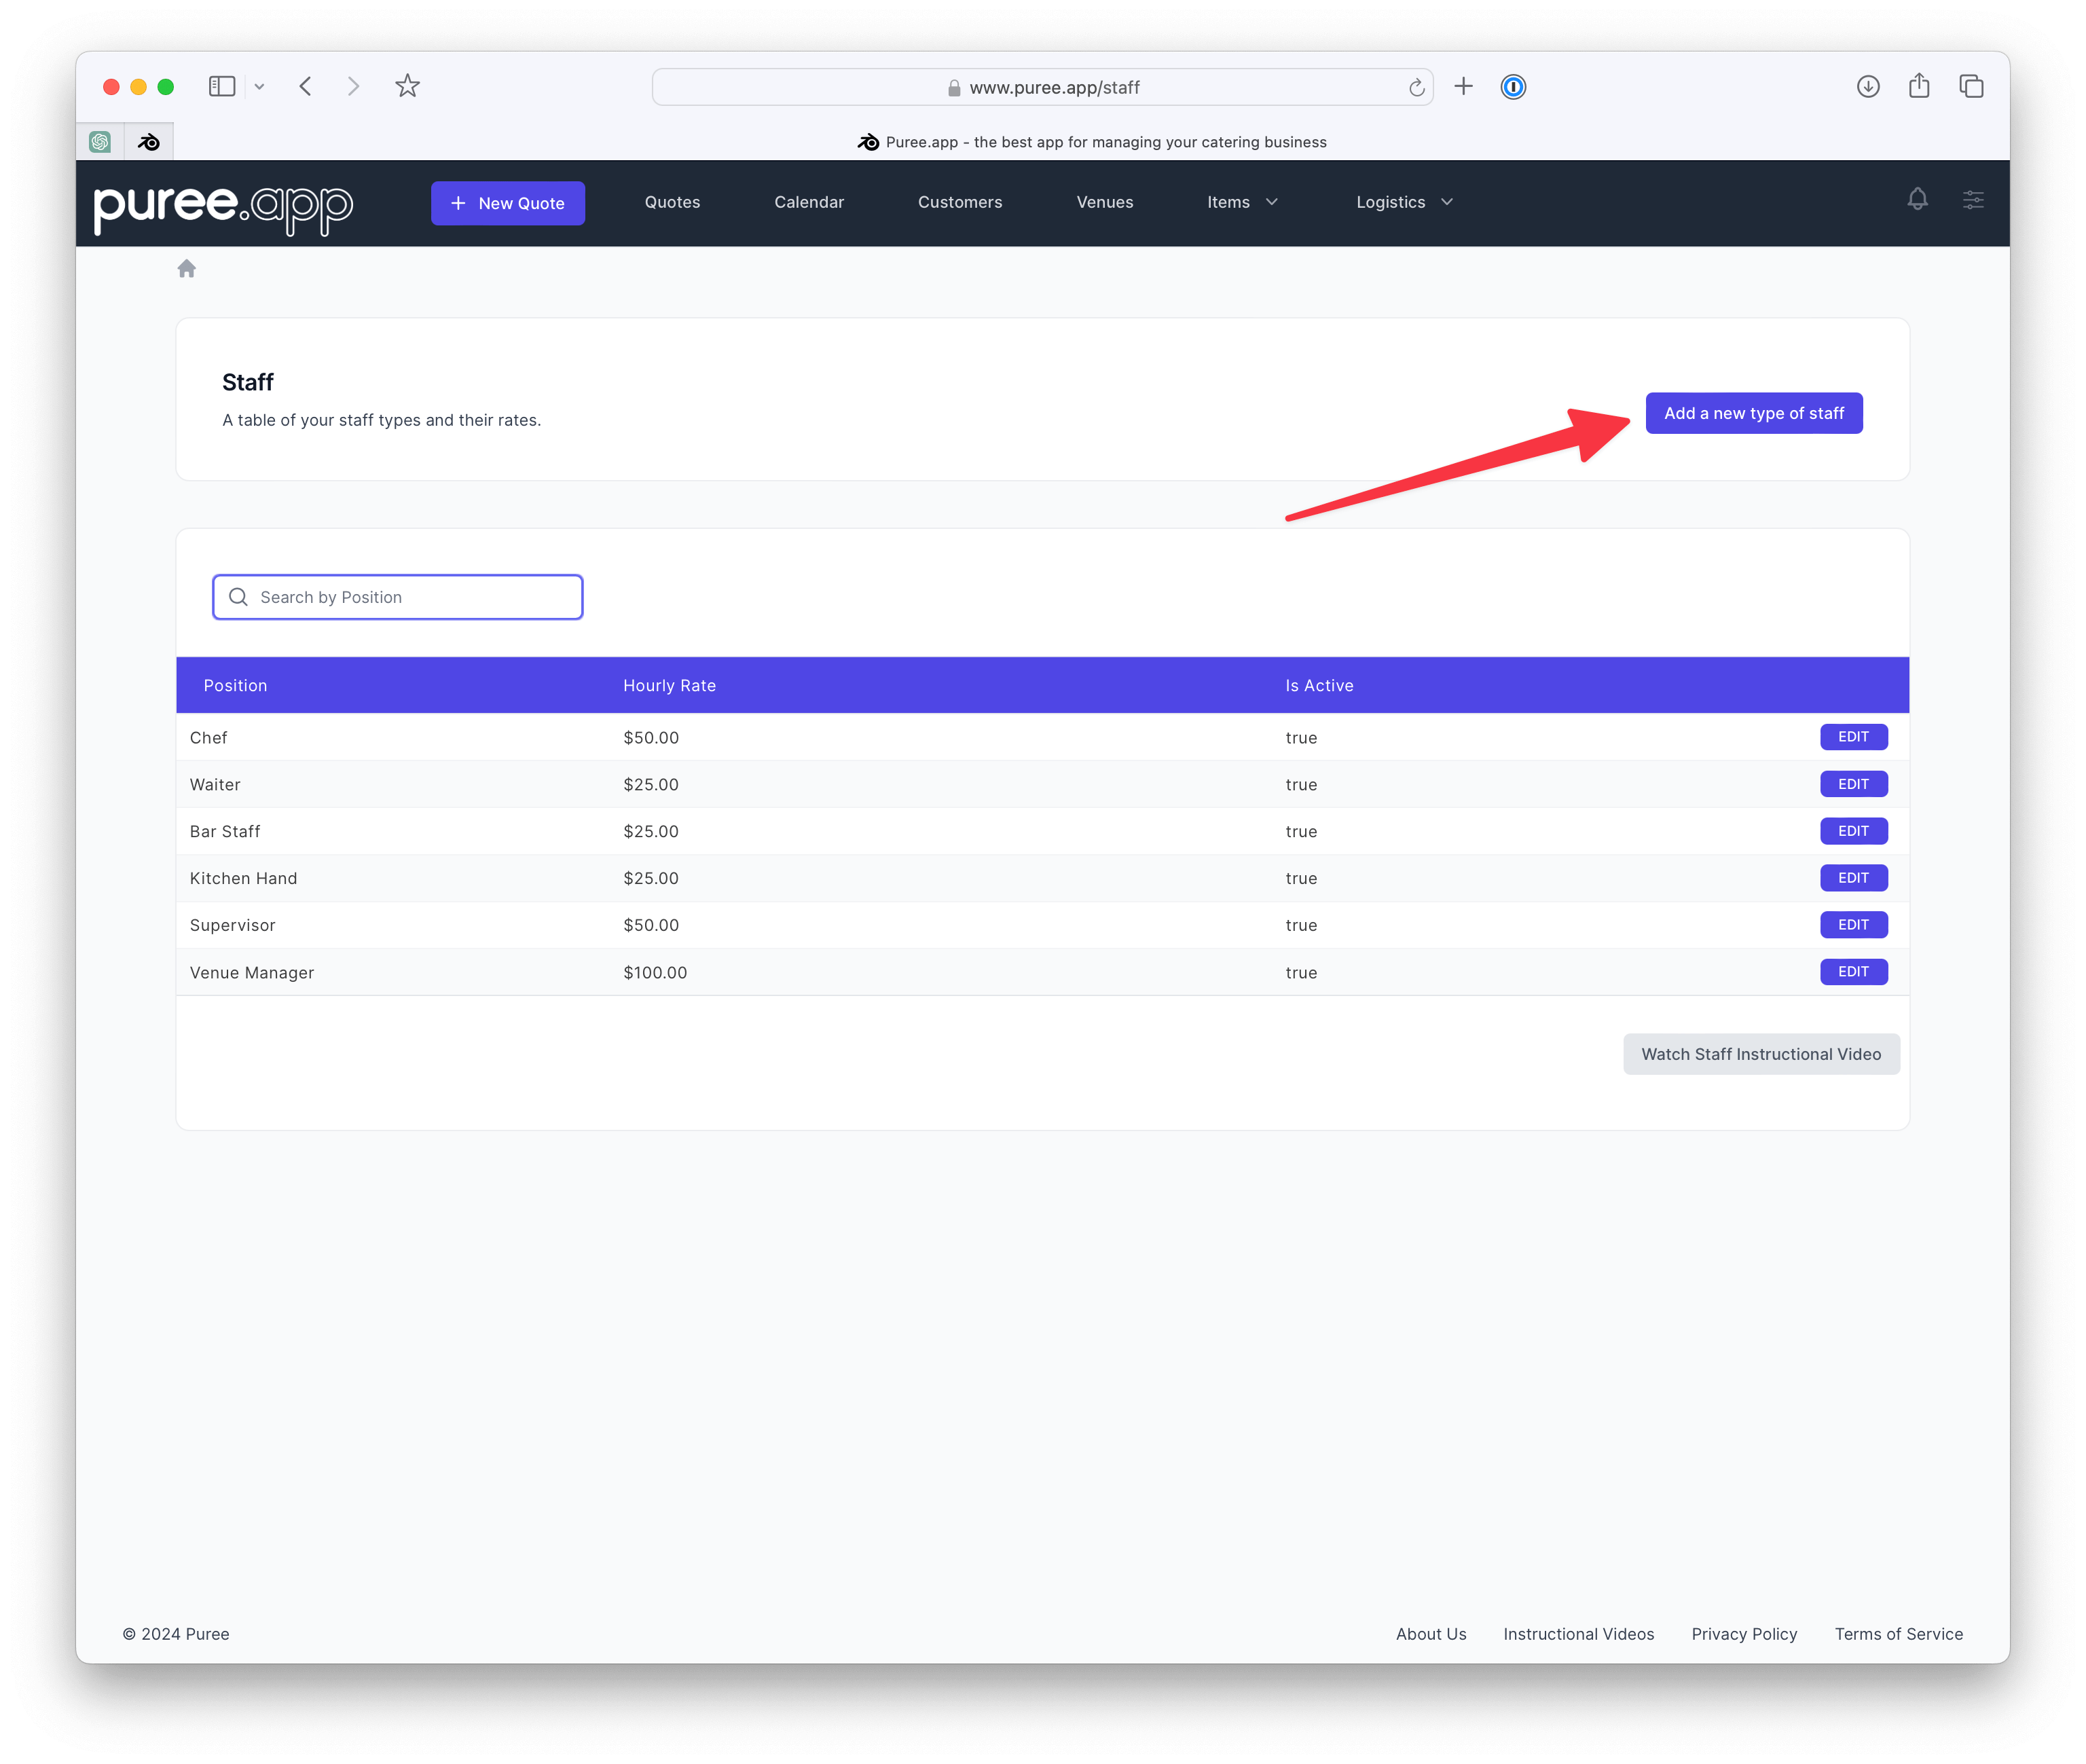 www.puree.app/staff
Puree.app - the best app for managing your catering business
puree.app
New Quote
Quotes
Calendar
Customers
Venues
Items
Logistics
Staff
A table of your staff types and their rates.
Add a new type of staff
Search by Position
Position Hourly Rate Is Active
Chef $50.00 true EDIT
Waiter $25.00 true EDIT
Bar Staff $25.00 true EDIT
Kitchen Hand $25.00 true EDIT
Supervisor $50.00 true EDIT
Venue Manager $100.00 true EDIT
Watch Staff Instructional Video
© 2024 Puree
About Us
Instructional Videos
Privacy Policy
Terms of Service